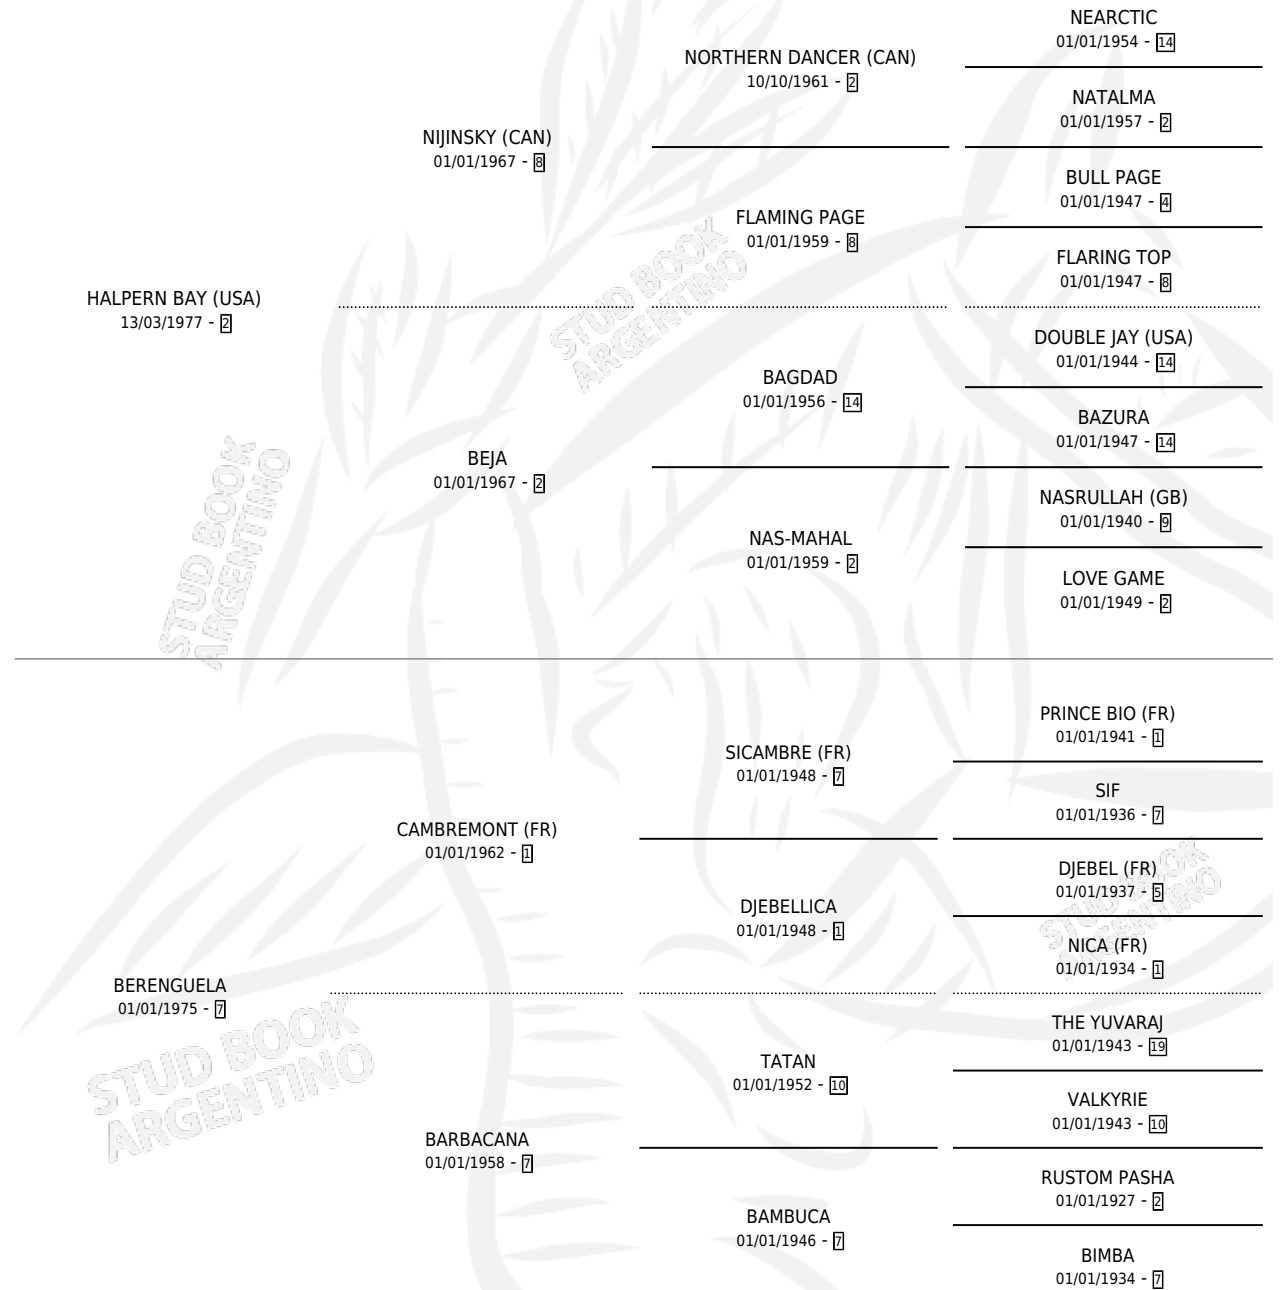 NEARCTIC
01/01/1954 - 14
NORTHERN DANCER (CAN)
10/10/1961 - 2
NATALMA
01/01/1957 - 2
NIJINSKY (CAN)
01/01/1967 - 8
BULL PAGE
01/01/1947 - 4
FLAMING PAGE
01/01/1959 - 8
FLARING TOP
01/01/1947 - 8
HALPERN BAY (USA)
13/03/1977 - 2
DOUBLE JAY (USA)
01/01/1944 - 14
BAGDAD
01/01/1956 - 14
BAZURA
01/01/1947 - 14
BEJA
01/01/1967 - 2
NASRULLAH (GB)
01/01/1940 - 9
NAS-MAHAL
01/01/1959 - 2
LOVE GAME
01/01/1949 - 2
STUD BOOK
ARGENTINO
STUD BOOK
ARGENTINO
PRINCE BIO (FR)
01/01/1941 - 1
SICAMBRE (FR)
01/01/1948 - 7
SIF
01/01/1936 - 7
CAMBREMONT (FR)
01/01/1962 - 1
DJEBEL (FR)
01/01/1937 - 5
DJEBELLICA
01/01/1948 - 1
NICA (FR)
01/01/1934 - 1
BERENGUELA
01/01/1975 - 7
THE YUVARAJ
01/01/1943 - 19
TATAN
01/01/1952 - 10
VALKYRIE
01/01/1943 - 10
BARBACANA
01/01/1958 - 7
RUSTOM PASHA
01/01/1927 - 2
BAMBUCA
01/01/1946 - 7
BIMBA
01/01/1934 - 7
STUD BOOK
ARGENTINO
STUD BOOK
ARGENTINO